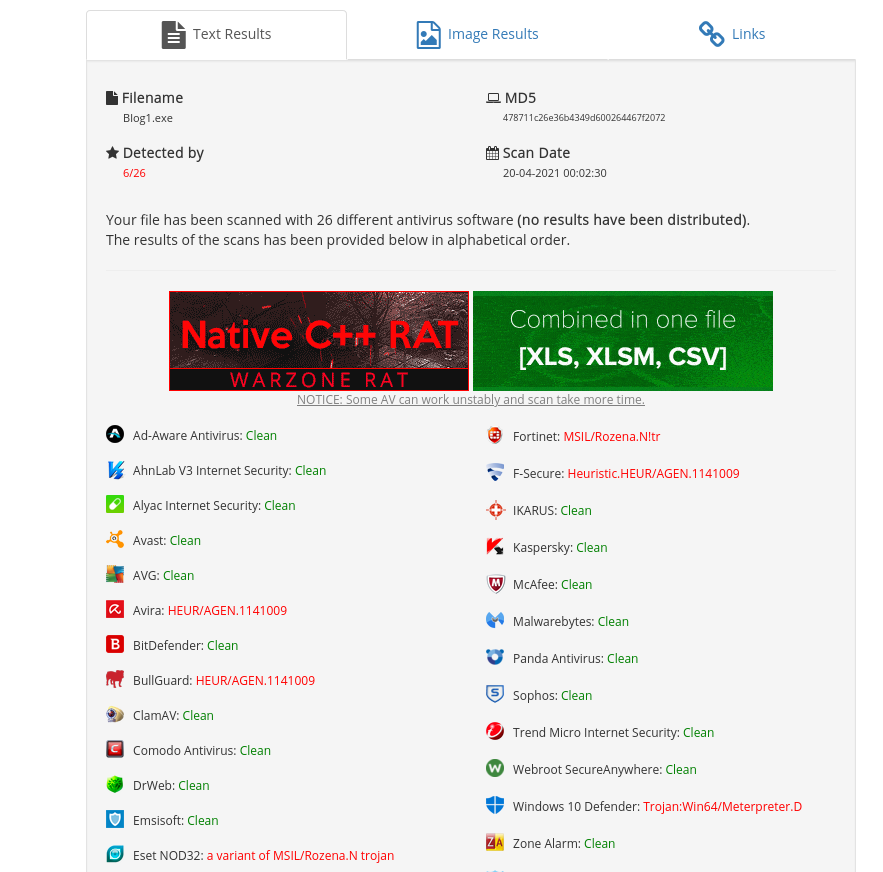 Text Results
Image Results
Links
Filename
Blog1.exe
MD5
478711c26e36b4349d600264467f2072
Detected by
6/26
Scan Date
20-04-2021 00:02:30
Your file has been scanned with 26 different antivirus software (no results have been distributed).
The results of the scans has been provided below in alphabetical order.
Native C++ RAT
WARZONE RAT
Combined in one file
[XLS, XLSM, CSV]
NOTICE: Some AV can work unstably and scan take more time.
Ad-Aware Antivirus: Clean
AhnLab V3 Internet Security: Clean
Alyac Internet Security: Clean
Avast: Clean
AVG: Clean
Avira: HEUR/AGEN.1141009
BitDefender: Clean
BullGuard: HEUR/AGEN.1141009
ClamAV: Clean
Comodo Antivirus: Clean
DrWeb: Clean
Emsisoft: Clean
Eset NOD32: a variant of MSIL/Rozena.N trojan
Fortinet: MSIL/Rozena.N!tr
F-Secure: Heuristic.HEUR/AGEN.1141009
IKARUS: Clean
Kaspersky: Clean
McAfee: Clean
Malwarebytes: Clean
Panda Antivirus: Clean
Sophos: Clean
Trend Micro Internet Security: Clean
Webroot SecureAnywhere: Clean
Windows 10 Defender: Trojan:Win64/Meterpreter.D
Zone Alarm: Clean